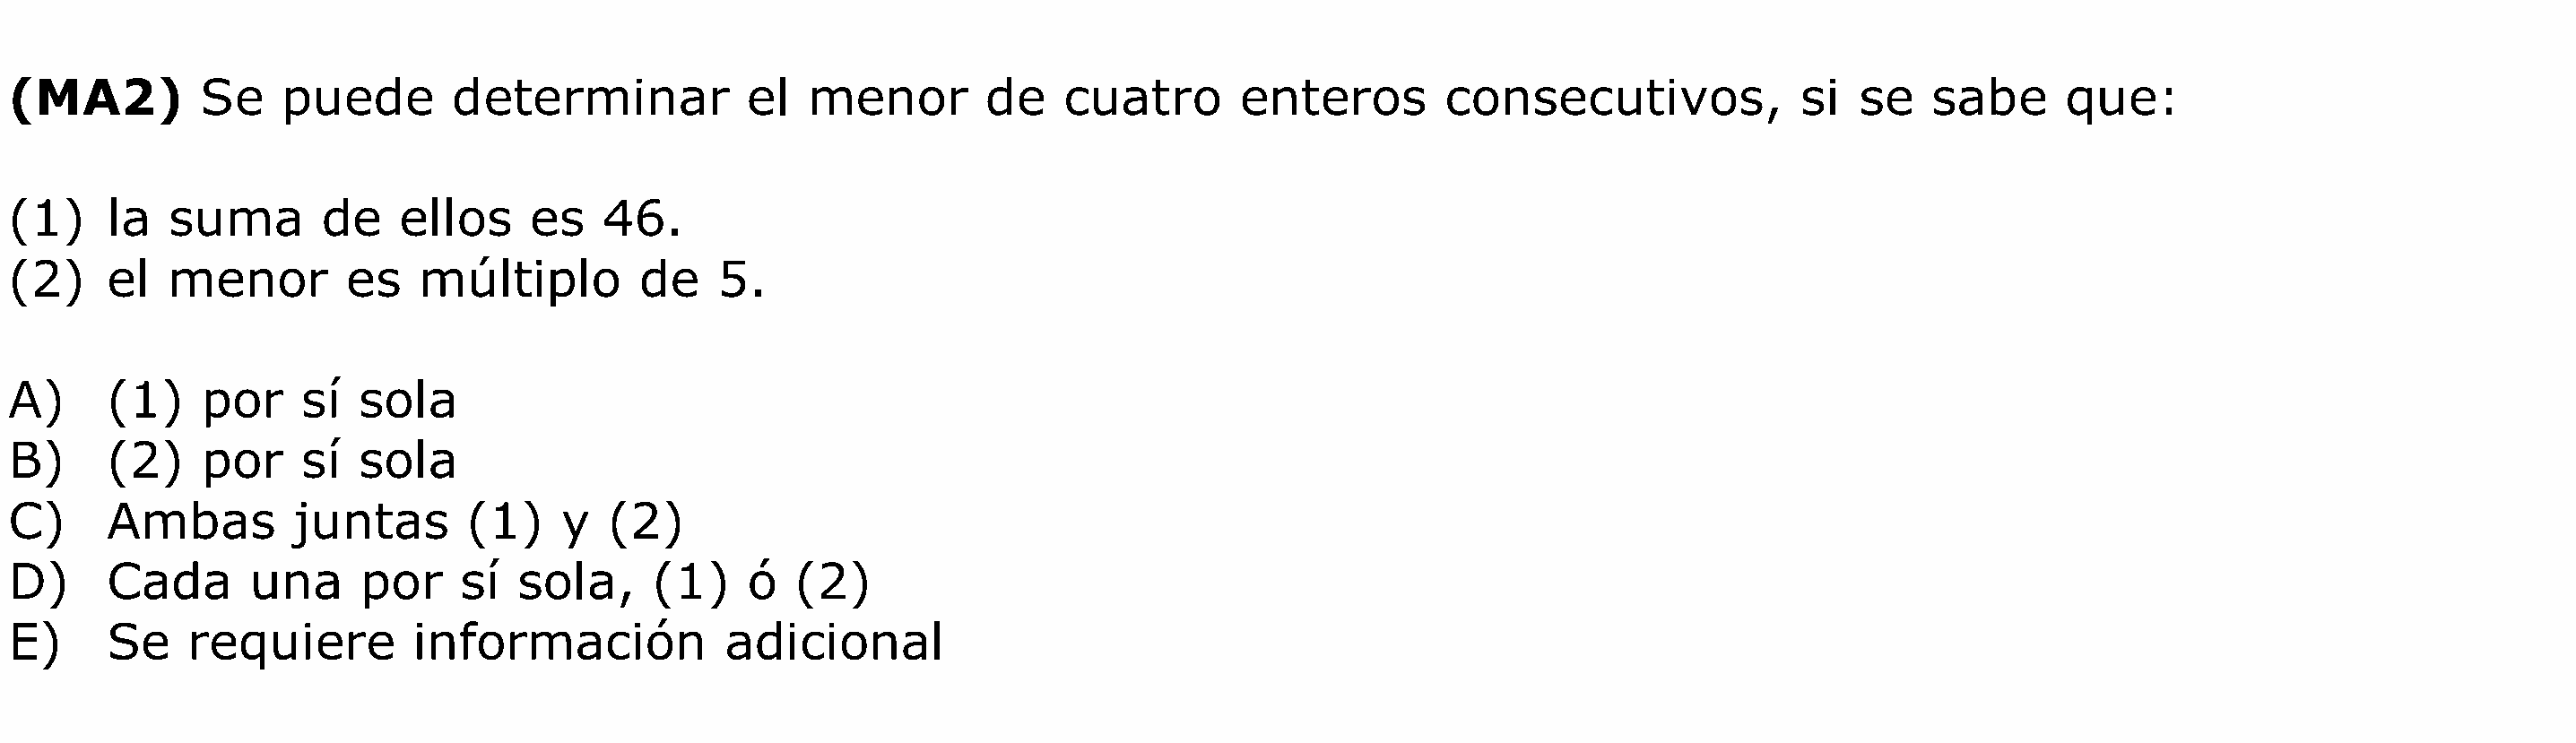 (MA2) Se puede determinar el menor de cuatro enteros consecutivos, si se sabe que:
(1) la suma de ellos es 46.
(2) el menor es múltiplo de 5.
A) (1) por sí sola
B) (2) por sí sola
C) Ambas juntas (1) y (2)
D) Cada una por sí sola, (1) ó (2)
E) Se requiere información adicional